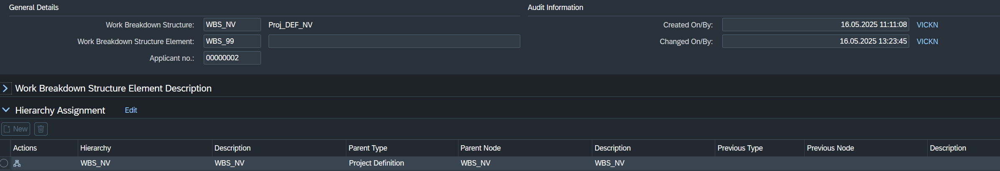 General Details
Audit Information
Work Breakdown Structure: WBS_NV Proj_DEF_NV
Created On/By: 16.05.2025 11:11:08 VICKN
Work Breakdown Structure Element: WBS_99
Changed On/By: 16.05.2025 13:23:45 VICKN
Applicant no.: 00000002
Work Breakdown Structure Element Description
Hierarchy Assignment Edit
New
Actions Hierarchy Description Parent Type Parent Node Description Previous Type Previous Node Description
WBS_NV WBS_NV Project Definition WBS_NV WBS_NV